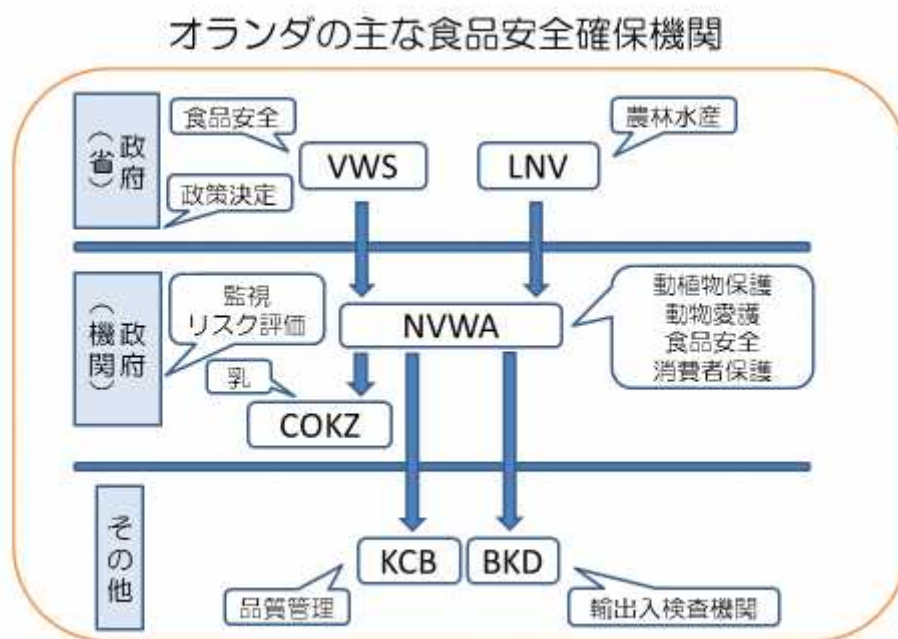 オランダの主な食品安全確保機関
政府
（省）
食品安全
VWS
LNV
農林水産
政策決定
政府
（機関）
監視
リスク評価
NVWA
動植物保護
動物愛護
食品安全
消費者保護
乳
COKZ
その他
KCB
BKD
品質管理
輸出入検査機関